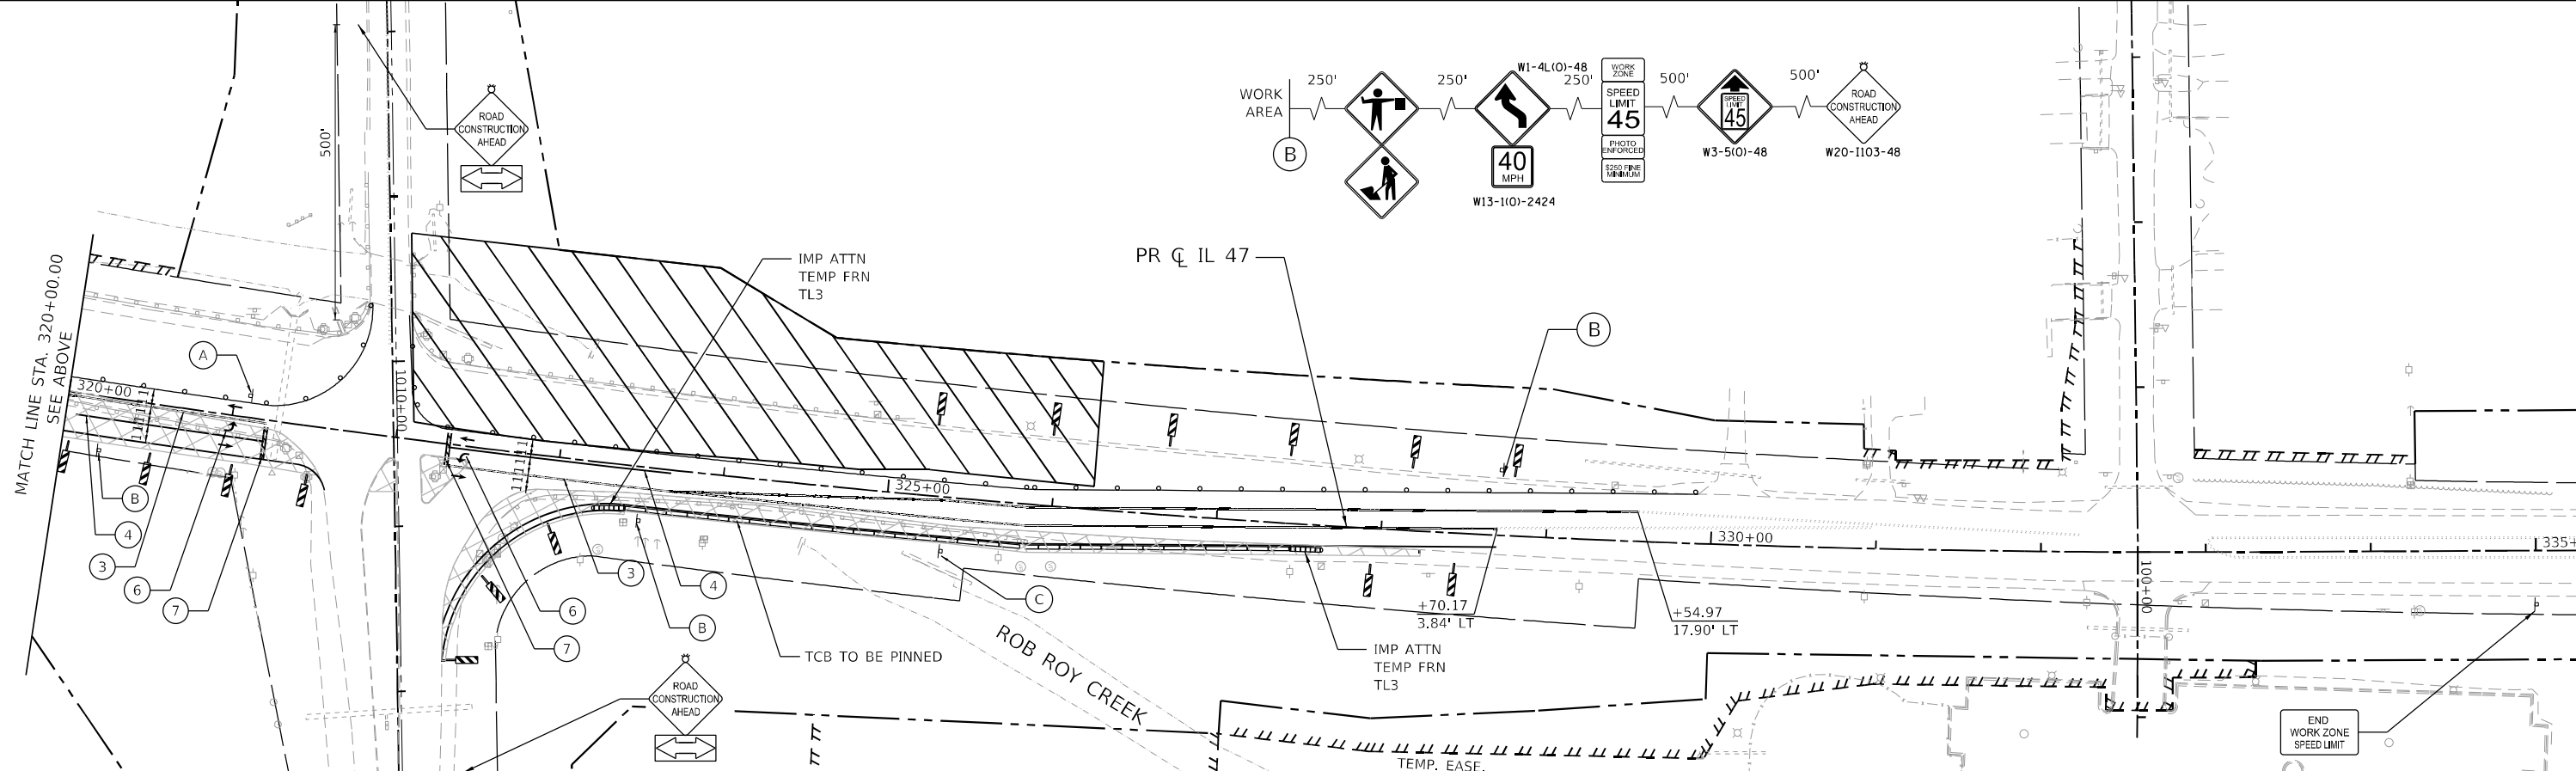 250'
250'
W1-4L(O)-48
250'
500'
500'
WORK
AREA
B
40
MPH
W13-1(O)-2424
WORK
ZONE
SPEED
LIMIT
45
PHOTO
ENFORCED
$250 FINE
MINIMUM
SPEED
LIMIT
45
W3-5(O)-48
ROAD
CONSTRUCTION
AHEAD
W20-I103-48
500'
ROAD
CONSTRUCTION
AHEAD
MATCH LINE STA. 320+00.00
SEE ABOVE
A
320+00
1010+00
IMP ATTN
TEMP FRN
TL3
PR ℄ IL 47
B
B
4
3
6
7
325+00
330+00
335+
100+00
3
4
6
7
B
C
TCB TO BE PINNED
ROB ROY CREEK
+70.17
3.84' LT
+54.97
17.90' LT
IMP ATTN
TEMP FRN
TL3
ROAD
CONSTRUCTION
AHEAD
TEMP. EASE.
END
WORK ZONE
SPEED LIMIT